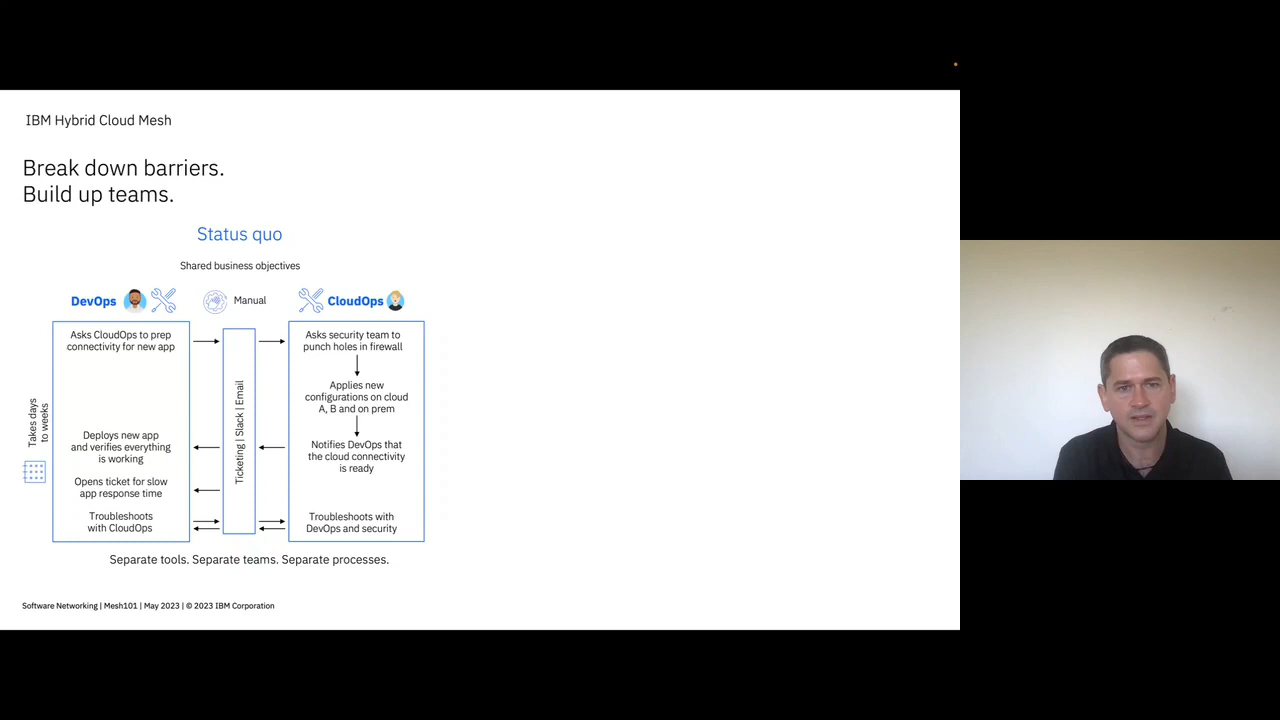 IBM Hybrid Cloud Mesh
Break down barriers.
Build up teams.
Status quo
Shared business objectives
DevOps
Manual
CloudOps
Asks CloudOps to prep
connectivity for new app
Asks security team to
punch holes in firewall
Applies new
configurations on cloud
A, B and on prem
Takes days
to weeks
Ticketing | Slack | Email
Deploys new app
and verifies everything
is working
Notifies DevOps that
the cloud connectivity
is ready
Opens ticket for slow
app response time
Troubleshoots
with CloudOps
Troubleshoots with
DevOps and security
Separate tools. Separate teams. Separate processes.
Software Networking | Mesh101 | May 2023 | © 2023 IBM Corporation